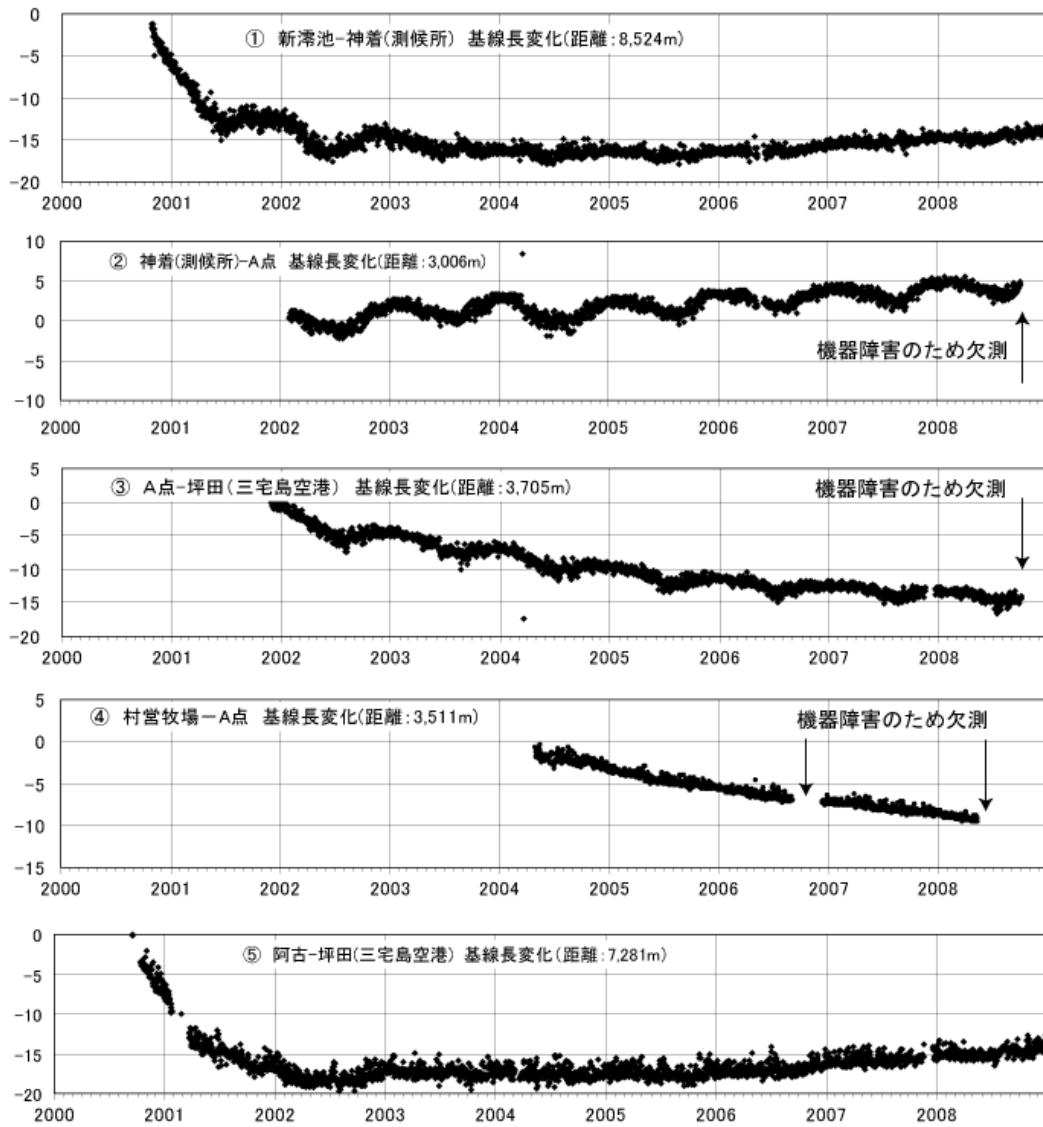 ① 新澪池-神着(測候所) 基線長変化(距離:8,524m)
0
-5
-10
-15
-20
2000 2001 2002 2003 2004 2005 2006 2007 2008
② 神着(測候所)-A点 基線長変化(距離:3,006m)
10
5
0
-5
-10
機器障害のため欠測
2000 2001 2002 2003 2004 2005 2006 2007 2008
③ A点-坪田(三宅島空港) 基線長変化(距離:3,705m)
機器障害のため欠測
5
0
-5
-10
-15
-20
2000 2001 2002 2003 2004 2005 2006 2007 2008
④ 村営牧場-A点 基線長変化(距離:3,511m)
機器障害のため欠測
5
0
-5
-10
-15
2000 2001 2002 2003 2004 2005 2006 2007 2008
⑤ 阿古-坪田(三宅島空港) 基線長変化(距離:7,281m)
0
-5
-10
-15
-20
2000 2001 2002 2003 2004 2005 2006 2007 2008